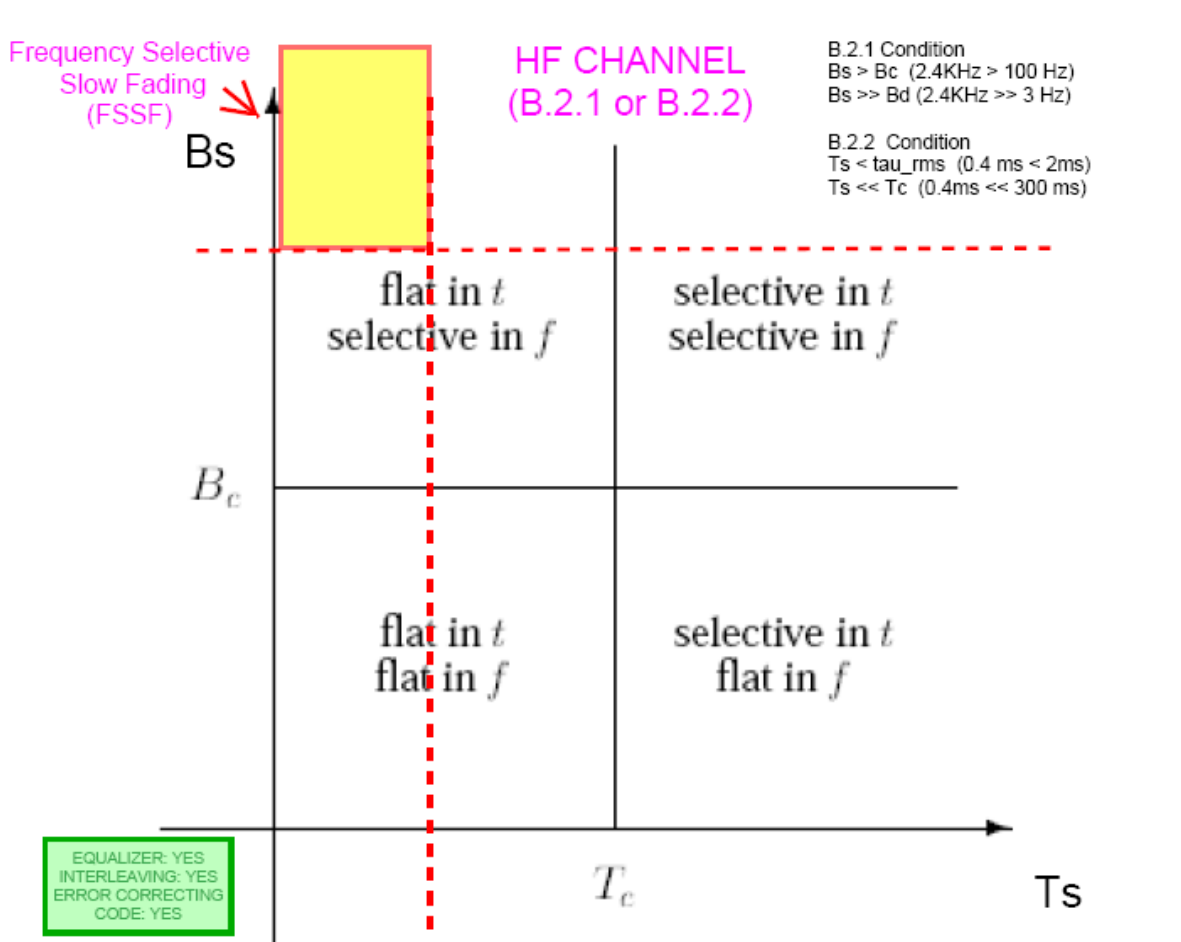 Frequency Selective
Slow Fading
(FSSF)
HF CHANNEL
(B.2.1 or B.2.2)
B.2.1 Condition
Bs > Bc  (2.4KHz > 100 Hz)
Bs >> Bd (2.4KHz >> 3 Hz)
B.2.2  Condition
Ts < tau_rms  (0.4 ms < 2ms)
Ts << Tc  (0.4ms << 300 ms)
Bs
flat in t
selective in f
selective in t
selective in f
Bc
flat in t
flat in f
selective in t
flat in f
EQUALIZER: YES
INTERLEAVING: YES
ERROR CORRECTING
CODE: YES
Tc
Ts